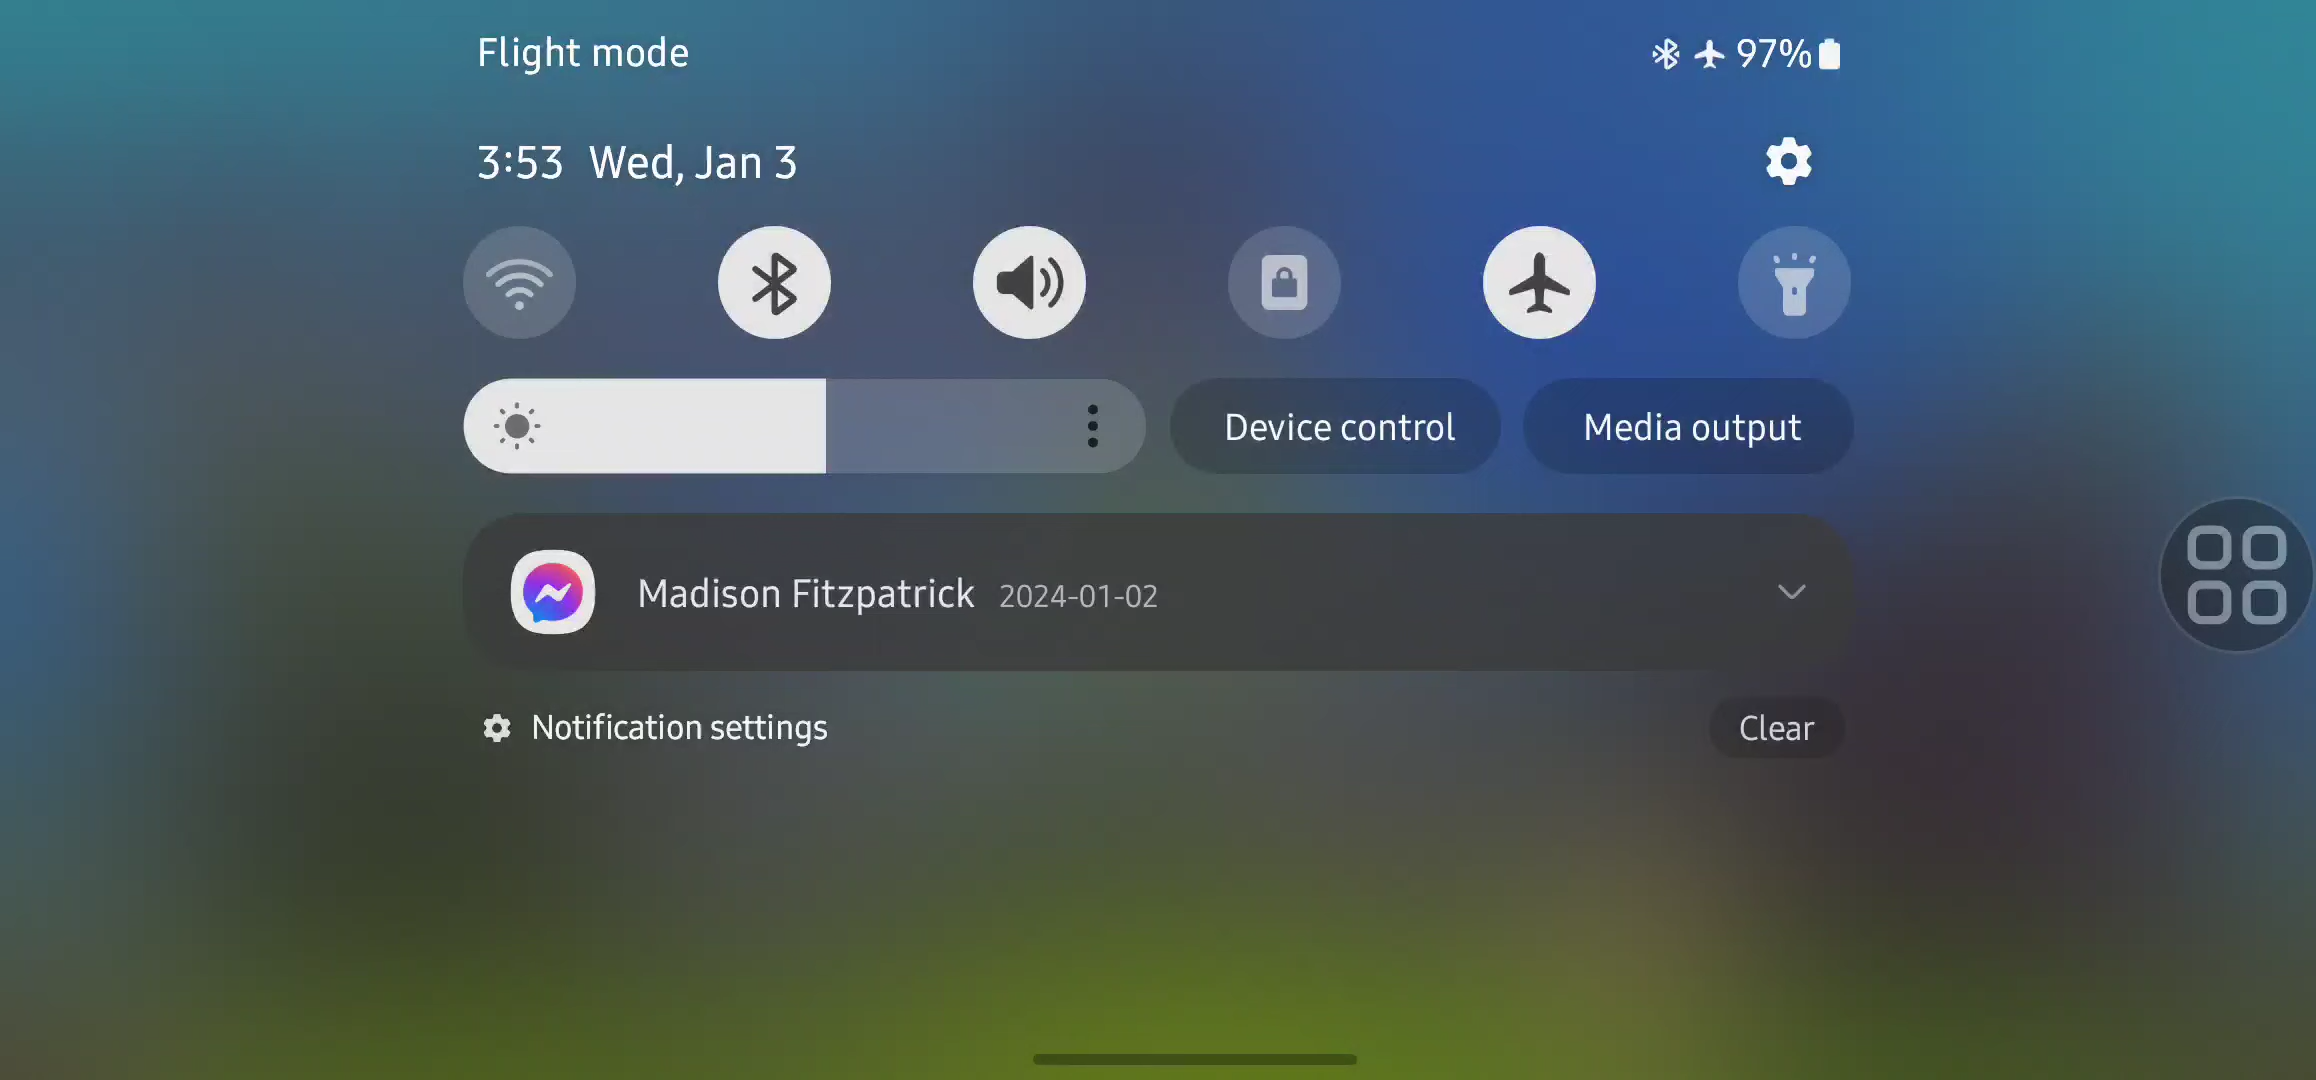 Flight mode 97%
3:53 Wed, Jan 3
Device control Media output
Madison Fitzpatrick 2024-01-02
Notification settings Clear